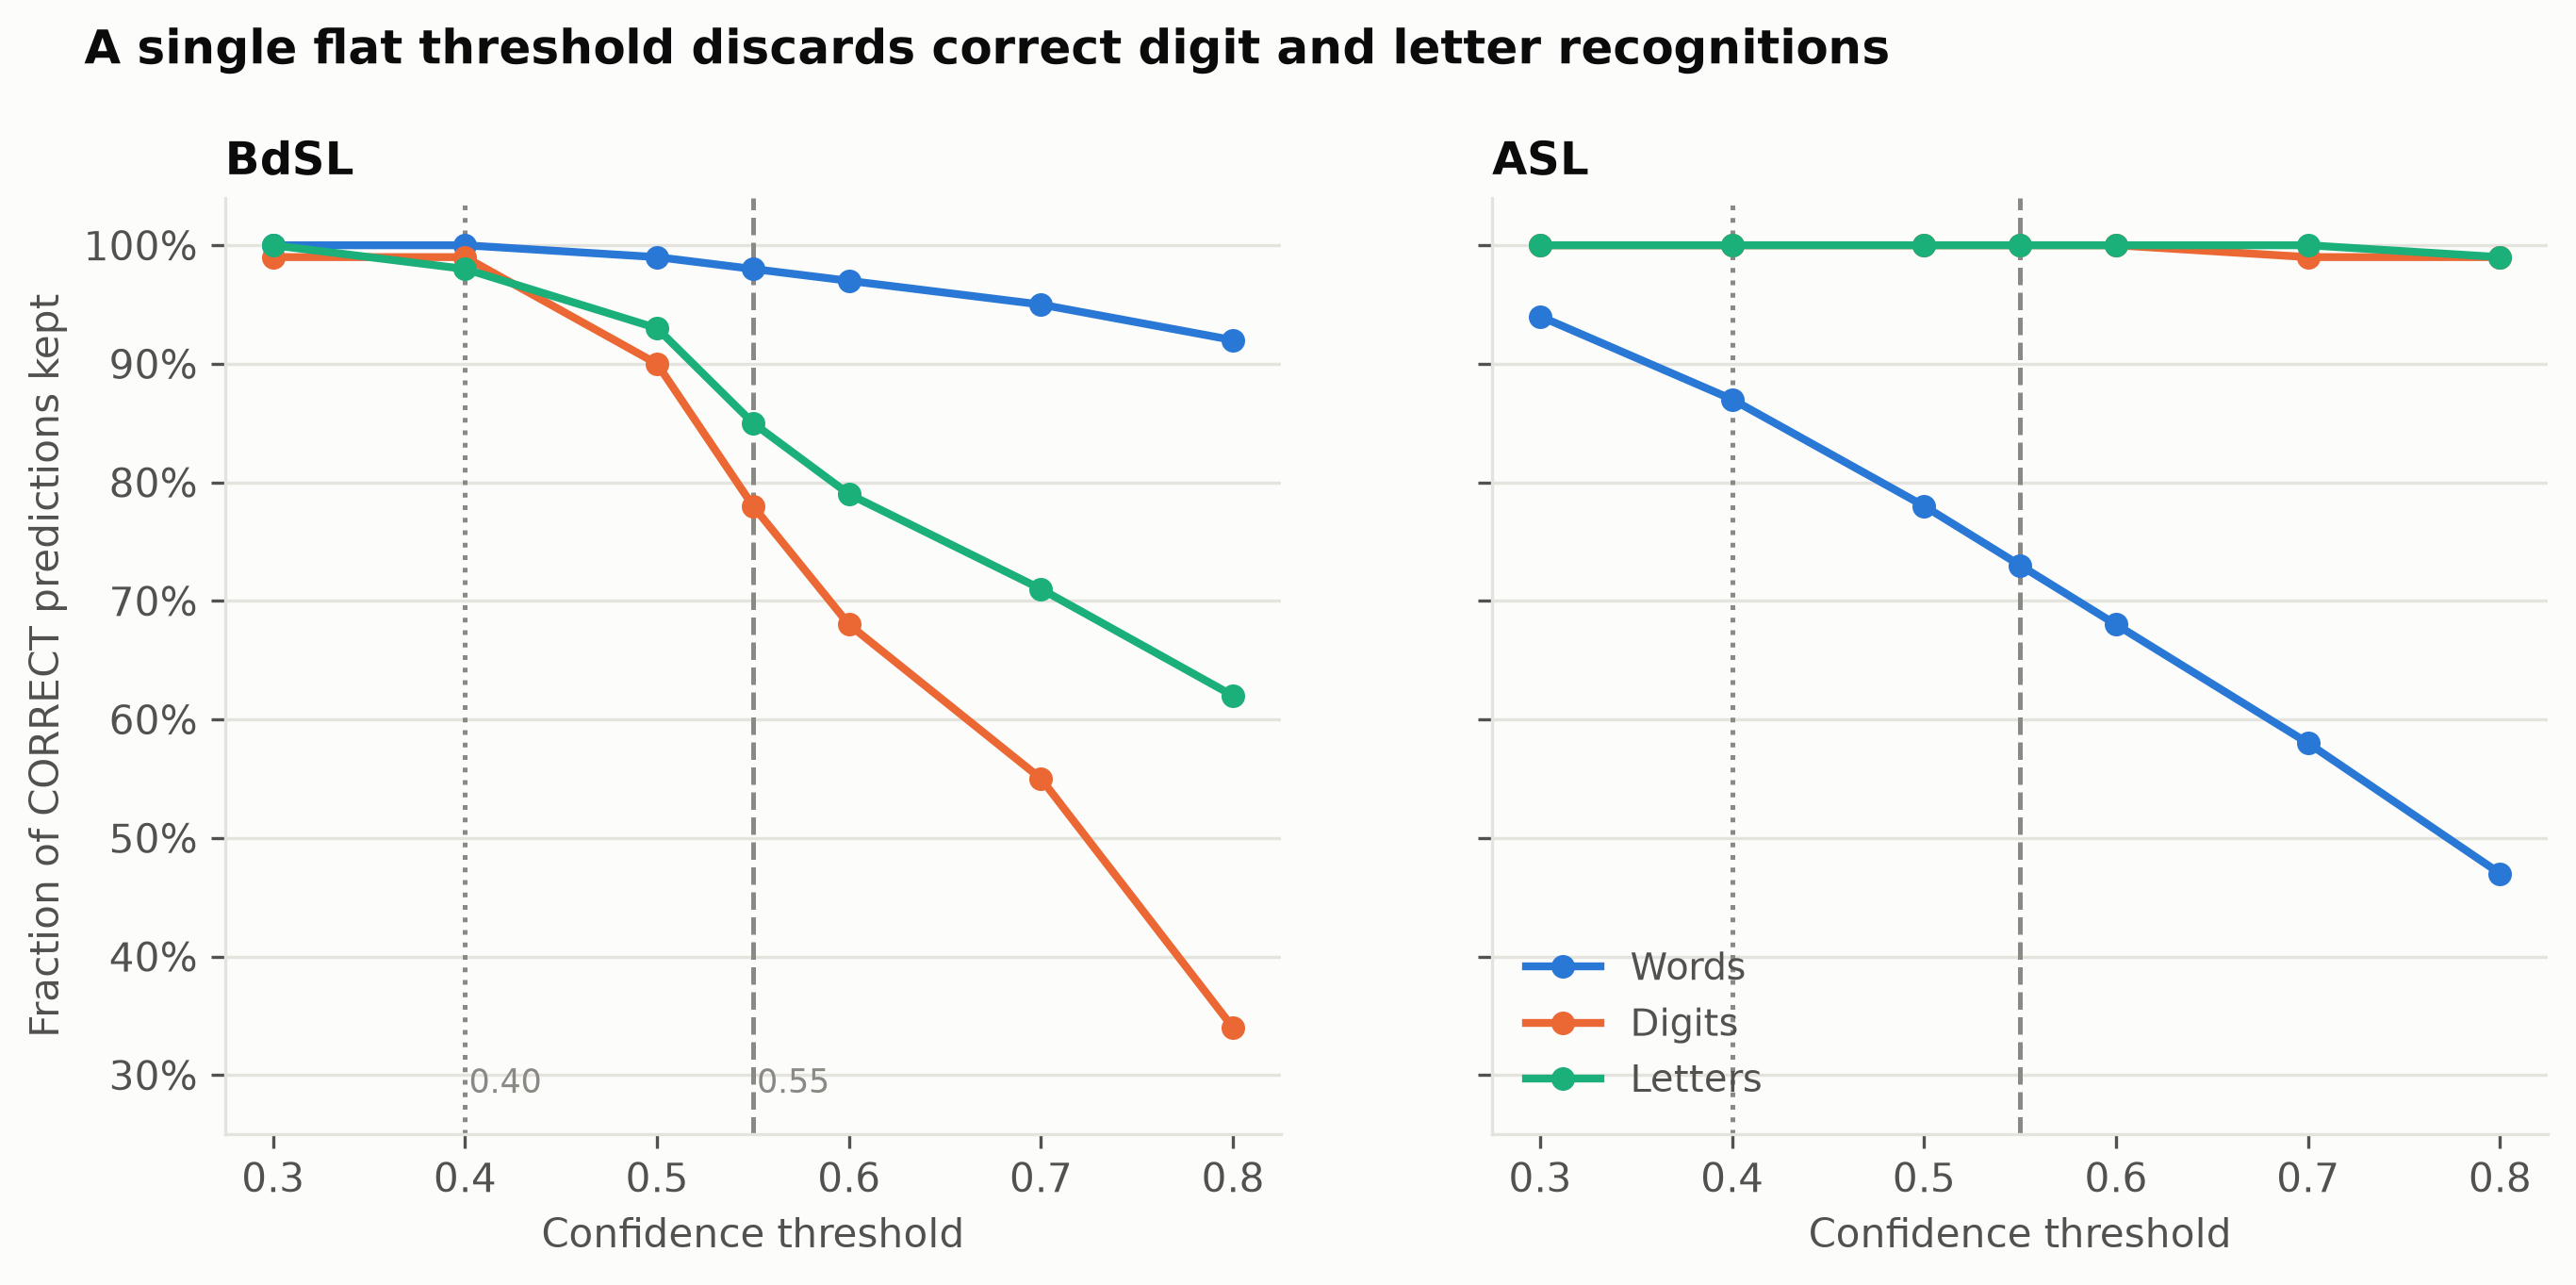 A single flat threshold discards correct digit and letter recognitions
BdSL
Fraction of CORRECT predictions kept
100%
90%
80%
70%
60%
50%
40%
30%
0.40
0.55
0.3 0.4 0.5 0.6 0.7 0.8
Confidence threshold
ASL
Words
Digits
Letters
0.3 0.4 0.5 0.6 0.7 0.8
Confidence threshold